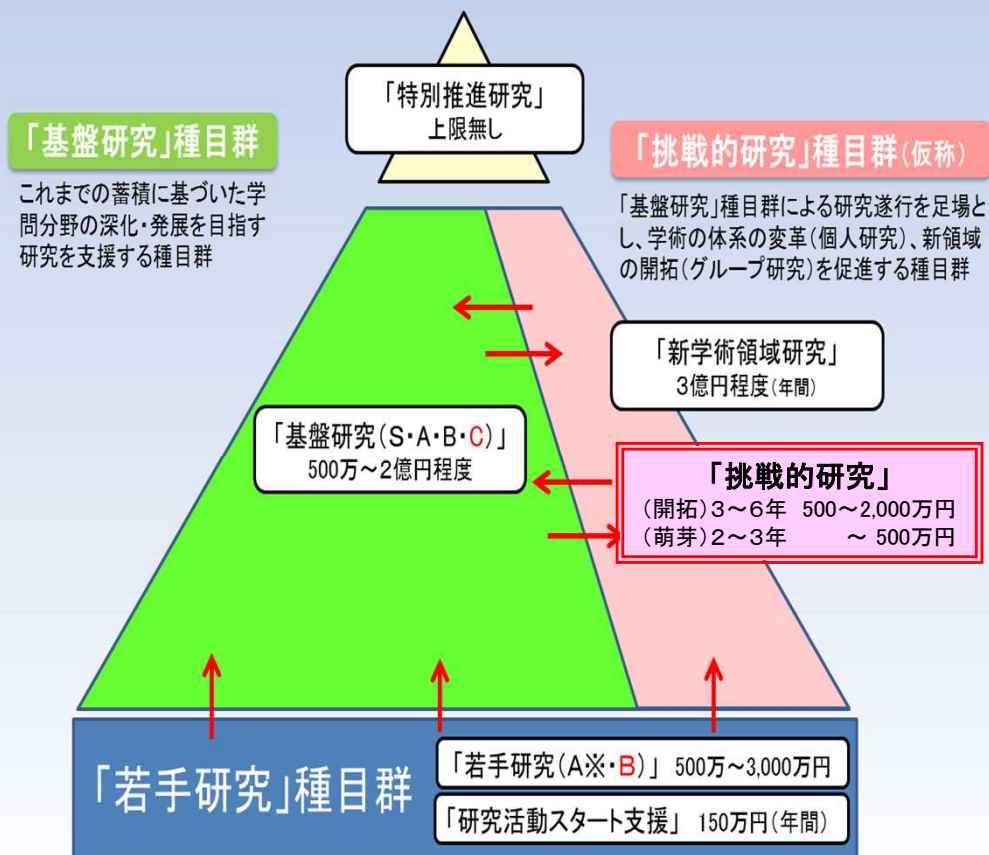 「特別推進研究」
上限無し
「基盤研究」種目群
これまでの蓄積に基づいた学
問分野の深化・発展を目指す
研究を支援する種目群
「挑戦的研究」種目群(仮称)
「基盤研究」種目群による研究遂行を足場と
し、学術の体系の変革(個人研究)、新領域
の開拓(グループ研究)を促進する種目群
「新学術領域研究」
3億円程度(年間)
「基盤研究(S・A・B・C)」
500万～2億円程度
「挑戦的研究」
(開拓)3～6年 500～2,000万円
(萌芽)2～3年 ～ 500万円
「若手研究」種目群
「若手研究(A※・B)」 500万～3,000万円
「研究活動スタート支援」 150万円(年間)